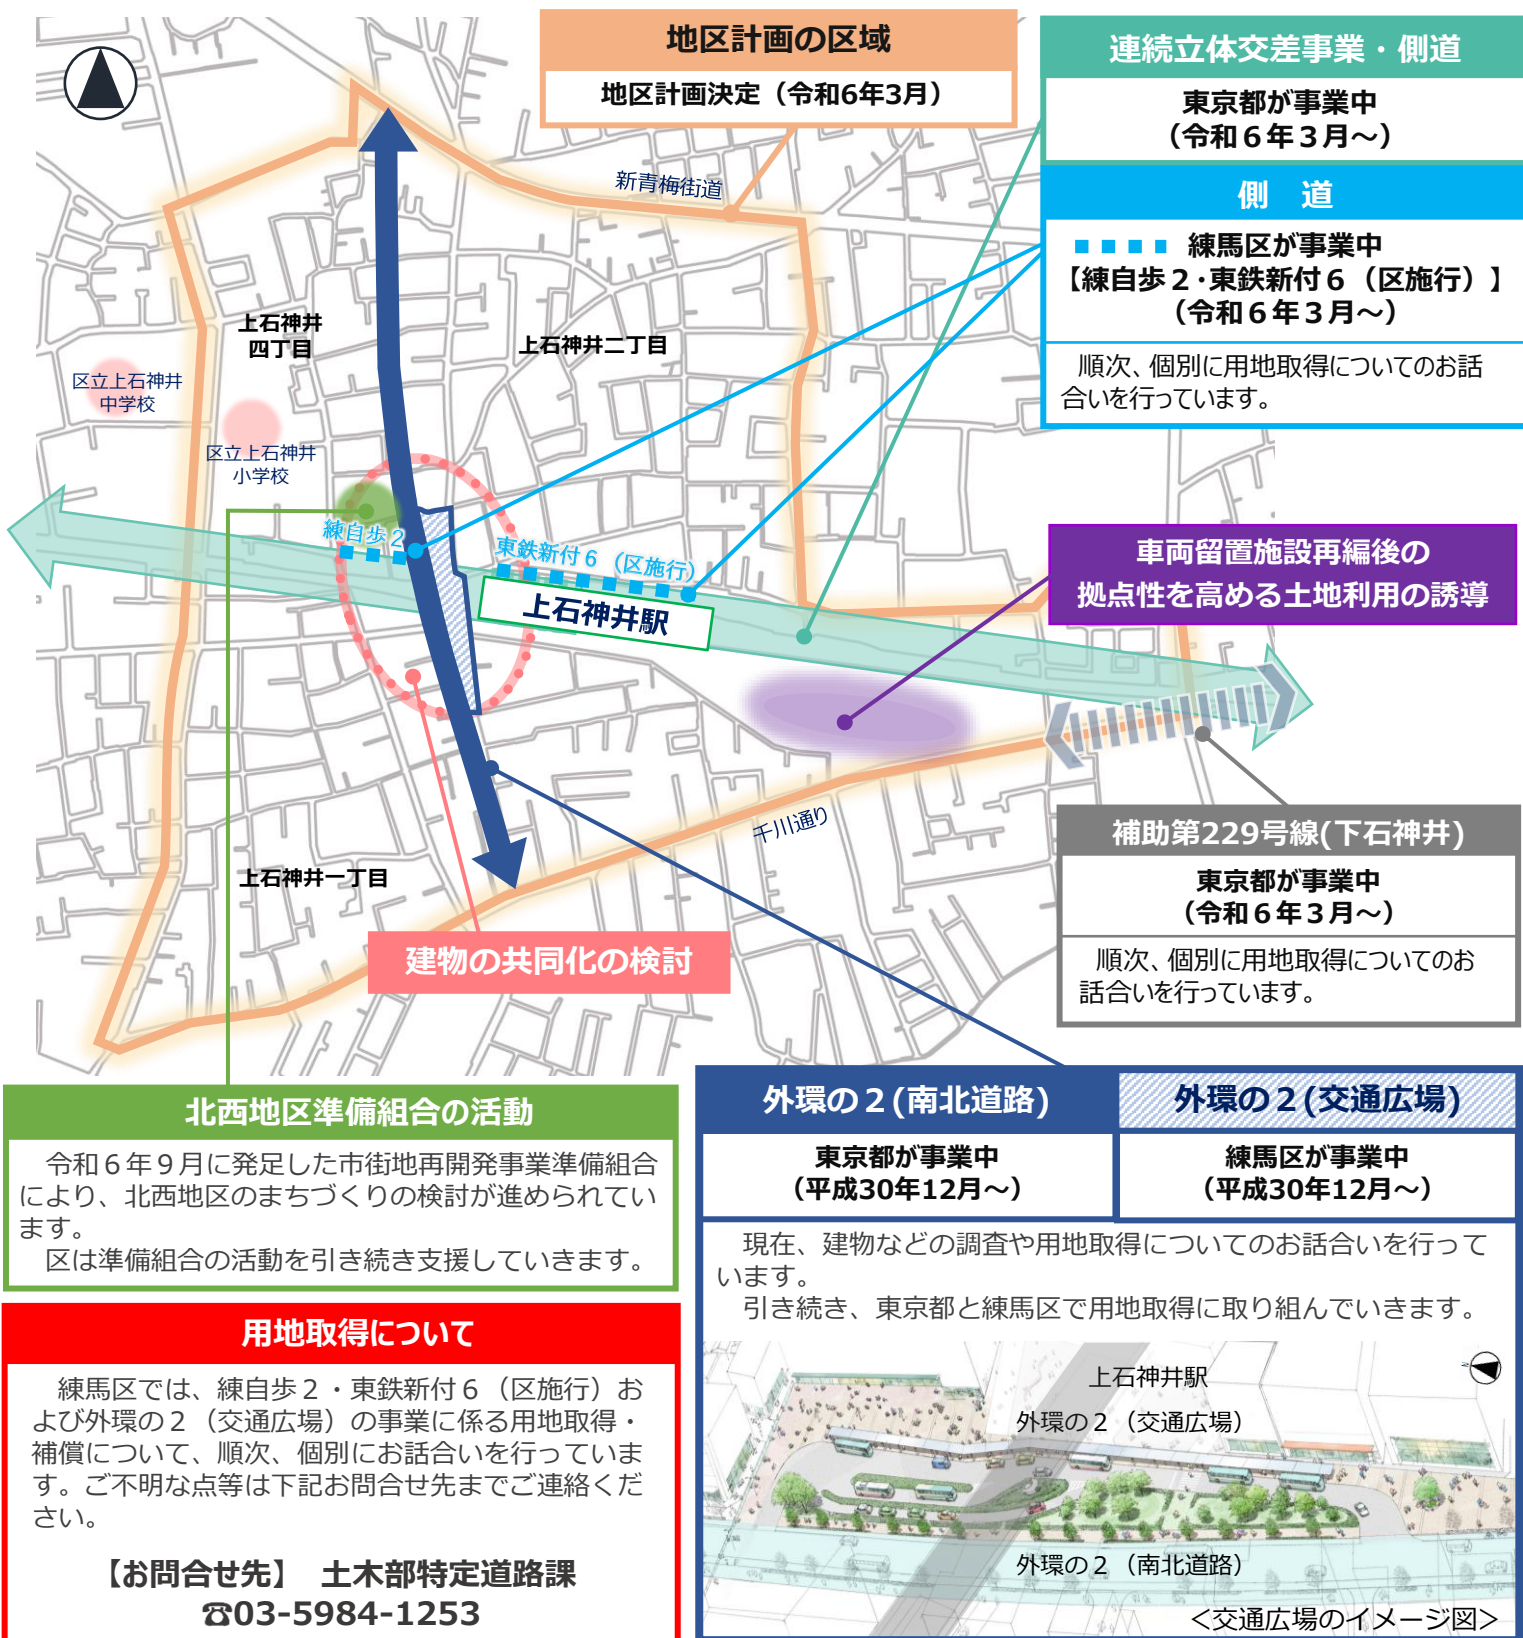 地区計画の区域
地区計画決定（令和6年3月）
連続立体交差事業・側道
東京都が事業中
（令和６年３月～）
側　道
練馬区が事業中
【練自歩２・東鉄新付６（区施行）】
（令和６年３月～）
順次、個別に用地取得についてのお話
合いを行っています。
新青梅街道
上石神井
四丁目
上石神井二丁目
区立上石神井
中学校
区立上石神井
小学校
練自歩２
東鉄新付６（区施行）
上石神井駅
車両留置施設再編後の
拠点性を高める土地利用の誘導
千川通り
上石神井一丁目
建物の共同化の検討
補助第229号線(下石神井)
東京都が事業中
（令和６年３月～）
順次、個別に用地取得についてのお
話合いを行っています。
北西地区準備組合の活動
令和６年９月に発足した市街地再開発事業準備組合
により、北西地区のまちづくりの検討が進められてい
ます。
区は準備組合の活動を引き続き支援していきます。
用地取得について
練馬区では、練自歩２・東鉄新付６（区施行）お
よび外環の２（交通広場）の事業に係る用地取得・
補償について、順次、個別にお話合いを行っていま
す。ご不明な点等は下記お問合せ先までご連絡くだ
さい。
【お問合せ先】　土木部特定道路課
☎03-5984-1253
外環の２(南北道路)
外環の２(交通広場)
東京都が事業中
（平成30年12月～）
練馬区が事業中
（平成30年12月～）
現在、建物などの調査や用地取得についてのお話合いを行って
います。
引き続き、東京都と練馬区で用地取得に取り組んでいきます。
上石神井駅
N
外環の２（交通広場）
外環の２（南北道路）
＜交通広場のイメージ図＞